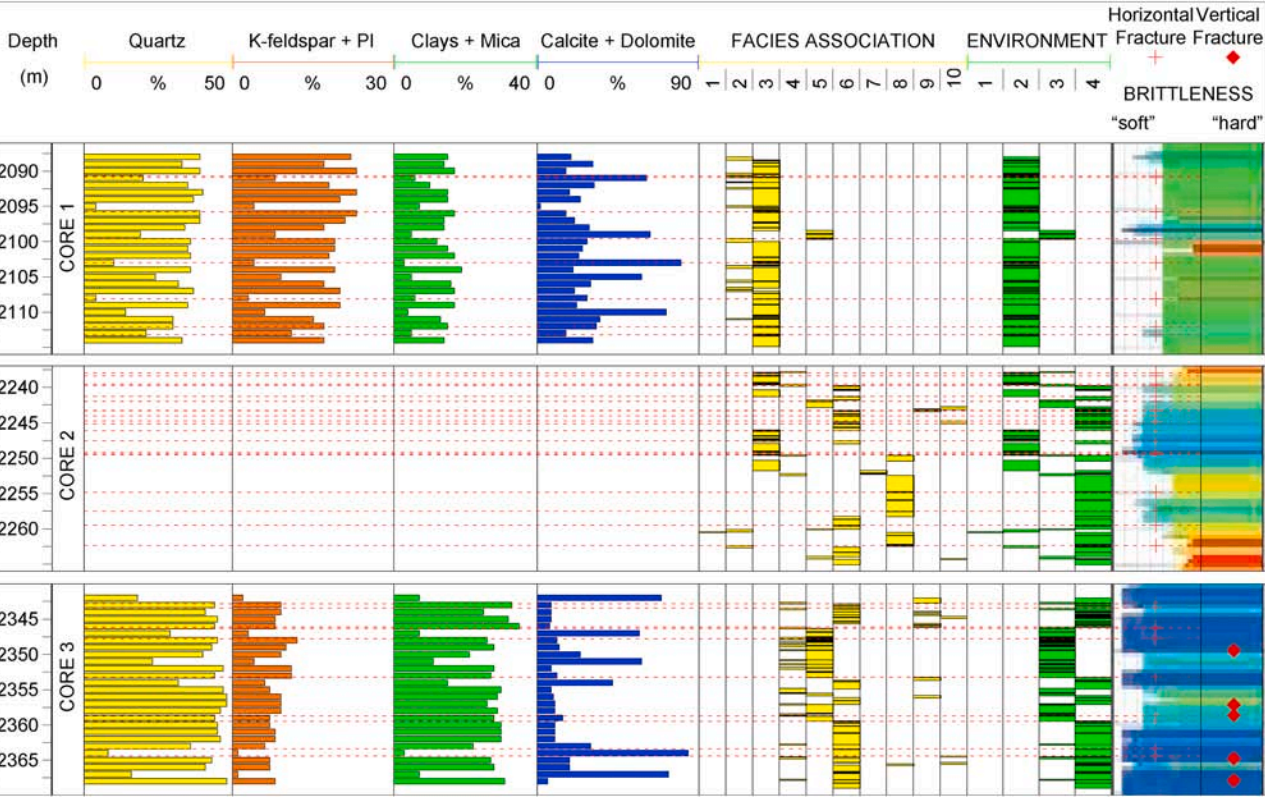 Horizontal Vertical
Depth Quartz K-feldspar + Pl Clays + Mica Calcite + Dolomite FACIES ASSOCIATION ENVIRONMENT Fracture Fracture
(m) 0 % 50 0 % 30 0 % 40 0 % 90 1 2 3 4 5 6 7 8 9 10 1 2 3 4
BRITTLENESS
"soft" "hard"
CORE 1
2090
2095
2100
2105
2110
CORE 2
2240
2245
2250
2255
2260
CORE 3
2345
2350
2355
2360
2365